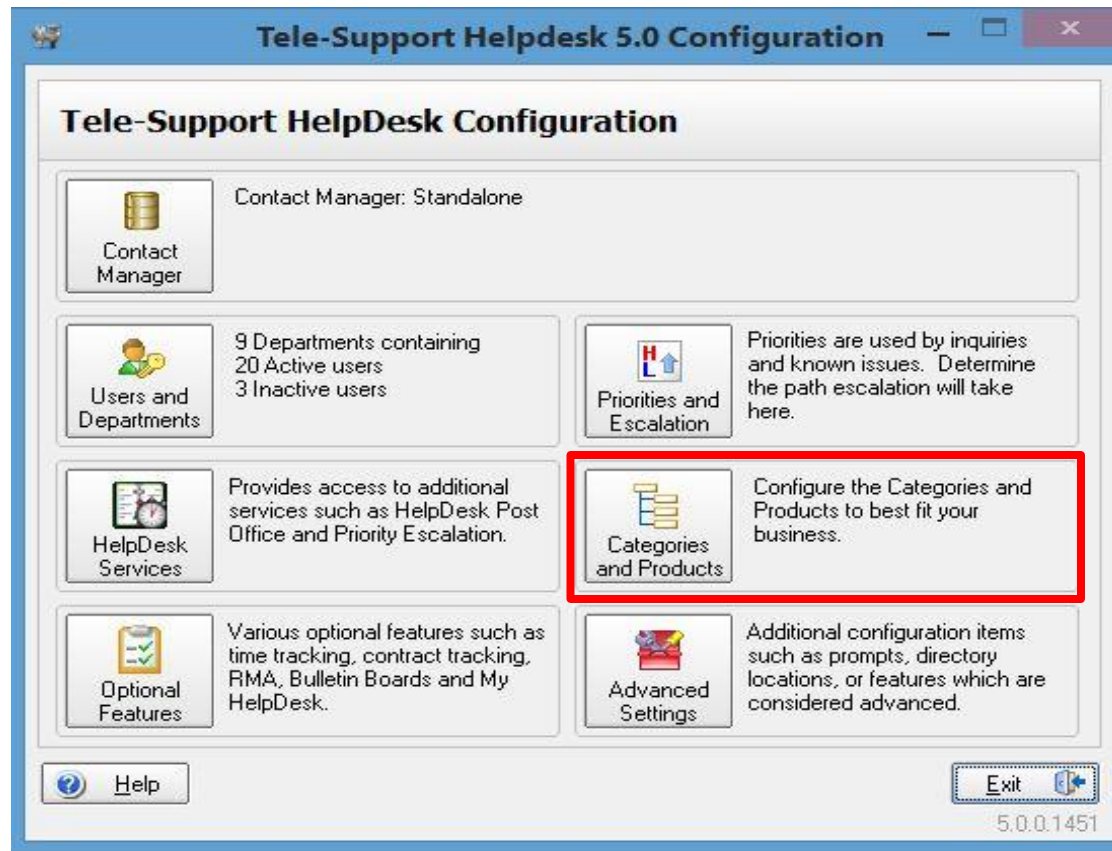 Tele-Support Helpdesk 5.0 Configuration
Tele-Support HelpDesk Configuration
Contact
Manager
Contact Manager: Standalone
Users and
Departments
9 Departments containing
20 Active users
3 Inactive users
Priorities and
Escalation
Priorities are used by inquiries
and known issues. Determine
the path escalation will take
here.
HelpDesk
Services
Provides access to additional
services such as HelpDesk Post
Office and Priority Escalation.
Categories
and Products
Configure the Categories and
Products to best fit your
business.
Optional
Features
Various optional features such as
time tracking, contract tracking,
RMA, Bulletin Boards and My
HelpDesk.
Advanced
Settings
Additional configuration items
such as prompts, directory
locations, or features which are
considered advanced.
Help
Exit
5.0.0.1451